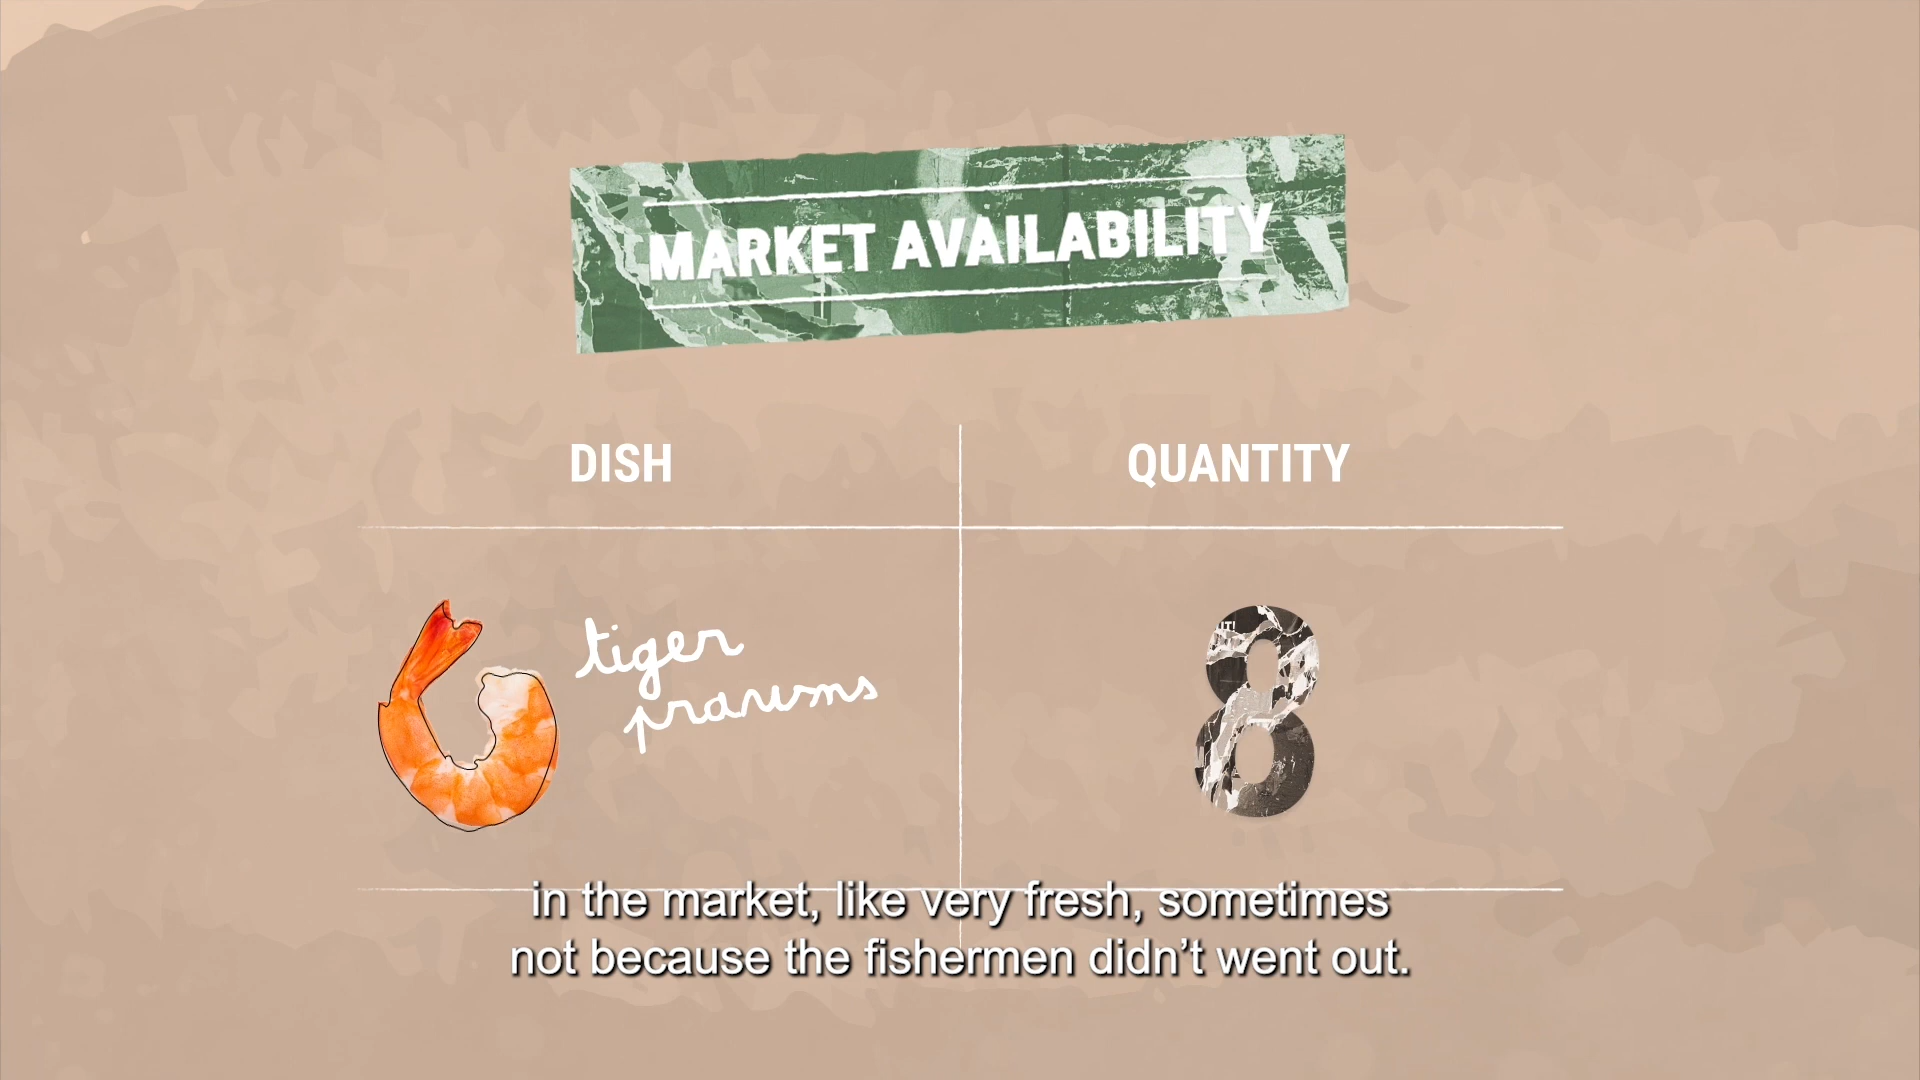 MARKET AVAILABILITY
DISH
QUANTITY
tiger
prawns
8
in the market, like very fresh, sometimes
not because the fishermen didn't went out.